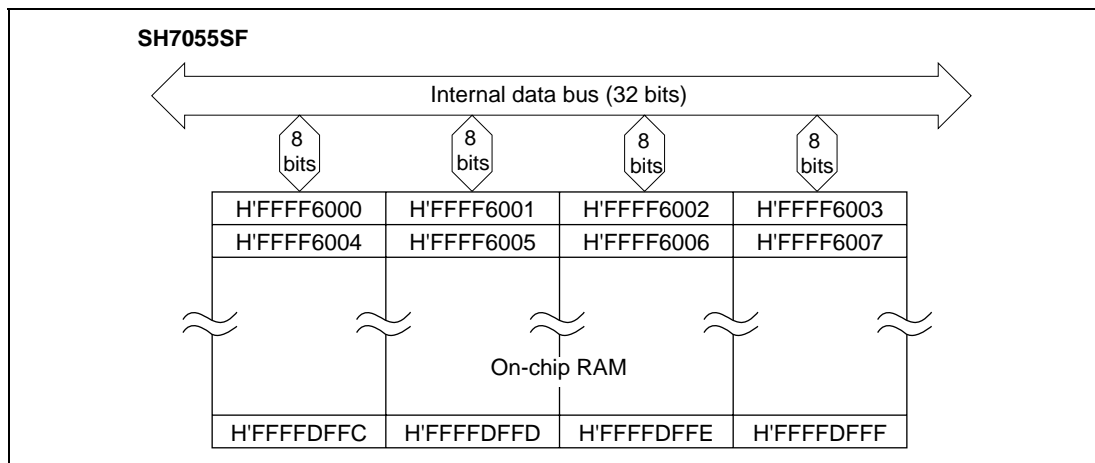 SH7055SF
Internal data bus (32 bits)
8 bits
8 bits
8 bits
8 bits
H'FFFF6000 H'FFFF6001 H'FFFF6002 H'FFFF6003
H'FFFF6004 H'FFFF6005 H'FFFF6006 H'FFFF6007
On-chip RAM
H'FFFFDFFC H'FFFFDFFD H'FFFFDFFE H'FFFFDFFF